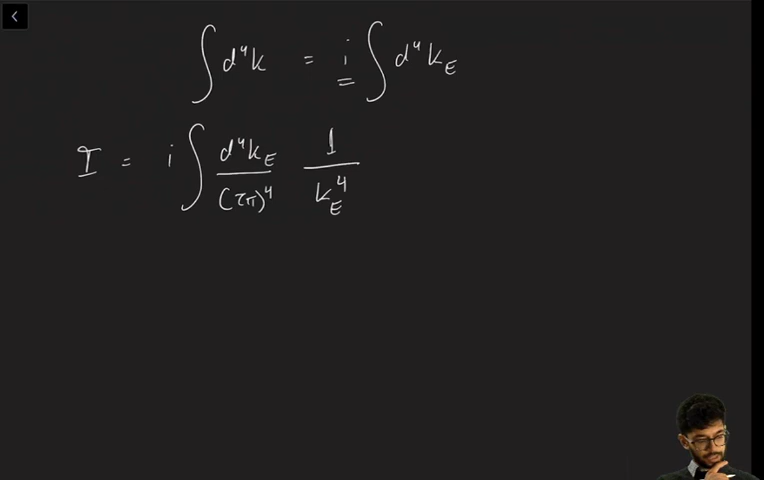 ∫ d⁴k = i ∫ d⁴k_E
I = i ∫ d⁴k_E/(2π)⁴ 1/k_E⁴